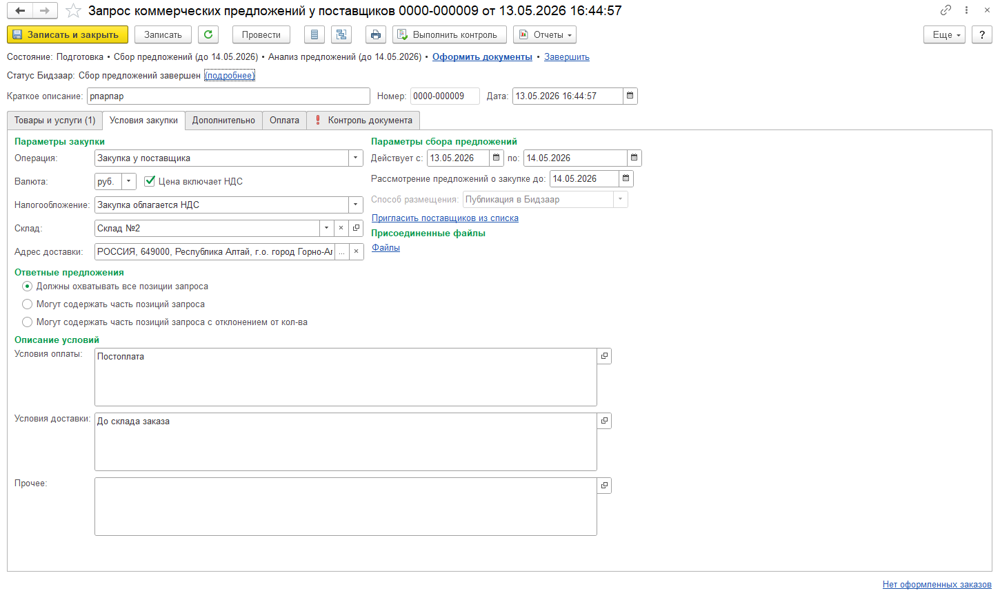 Запрос коммерческих предложений у поставщиков 0000-000009 от 13.05.2026 16:44:57
Записать и закрыть Записать Провести Выполнить контроль Отчеты Еще ?
Состояние: Подготовка • Сбор предложений (до 14.05.2026) • Анализ предложений (до 14.05.2026) • Оформить документы • Завершить
Статус Бидзаар: Сбор предложений завершен (подробнее)
Краткое описание: рпарпар Номер: 0000-000009 Дата: 13.05.2026 16:44:57
Товары и услуги (1) Условия закупки Дополнительно Оплата Контроль документа
Параметры закупки
Операция: Закупка у поставщика
Валюта: руб. Цена включает НДС
Налогообложение: Закупка облагается НДС
Склад: Склад №2
Адрес доставки: РОССИЯ, 649000, Республика Алтай, г.о. город Горно-Ал ...
Параметры сбора предложений
Действует с: 13.05.2026 по: 14.05.2026
Рассмотрение предложений о закупке до: 14.05.2026
Способ размещения: Публикация в Бидзаар
Пригласить поставщиков из списка
Присоединенные файлы
Файлы
Ответные предложения
Должны охватывать все позиции запроса
Могут содержать часть позиций запроса
Могут содержать часть позиций запроса с отклонением от кол-ва
Описание условий
Условия оплаты: Постоплата
Условия доставки: До склада заказа
Прочее:
Нет оформленных заказов